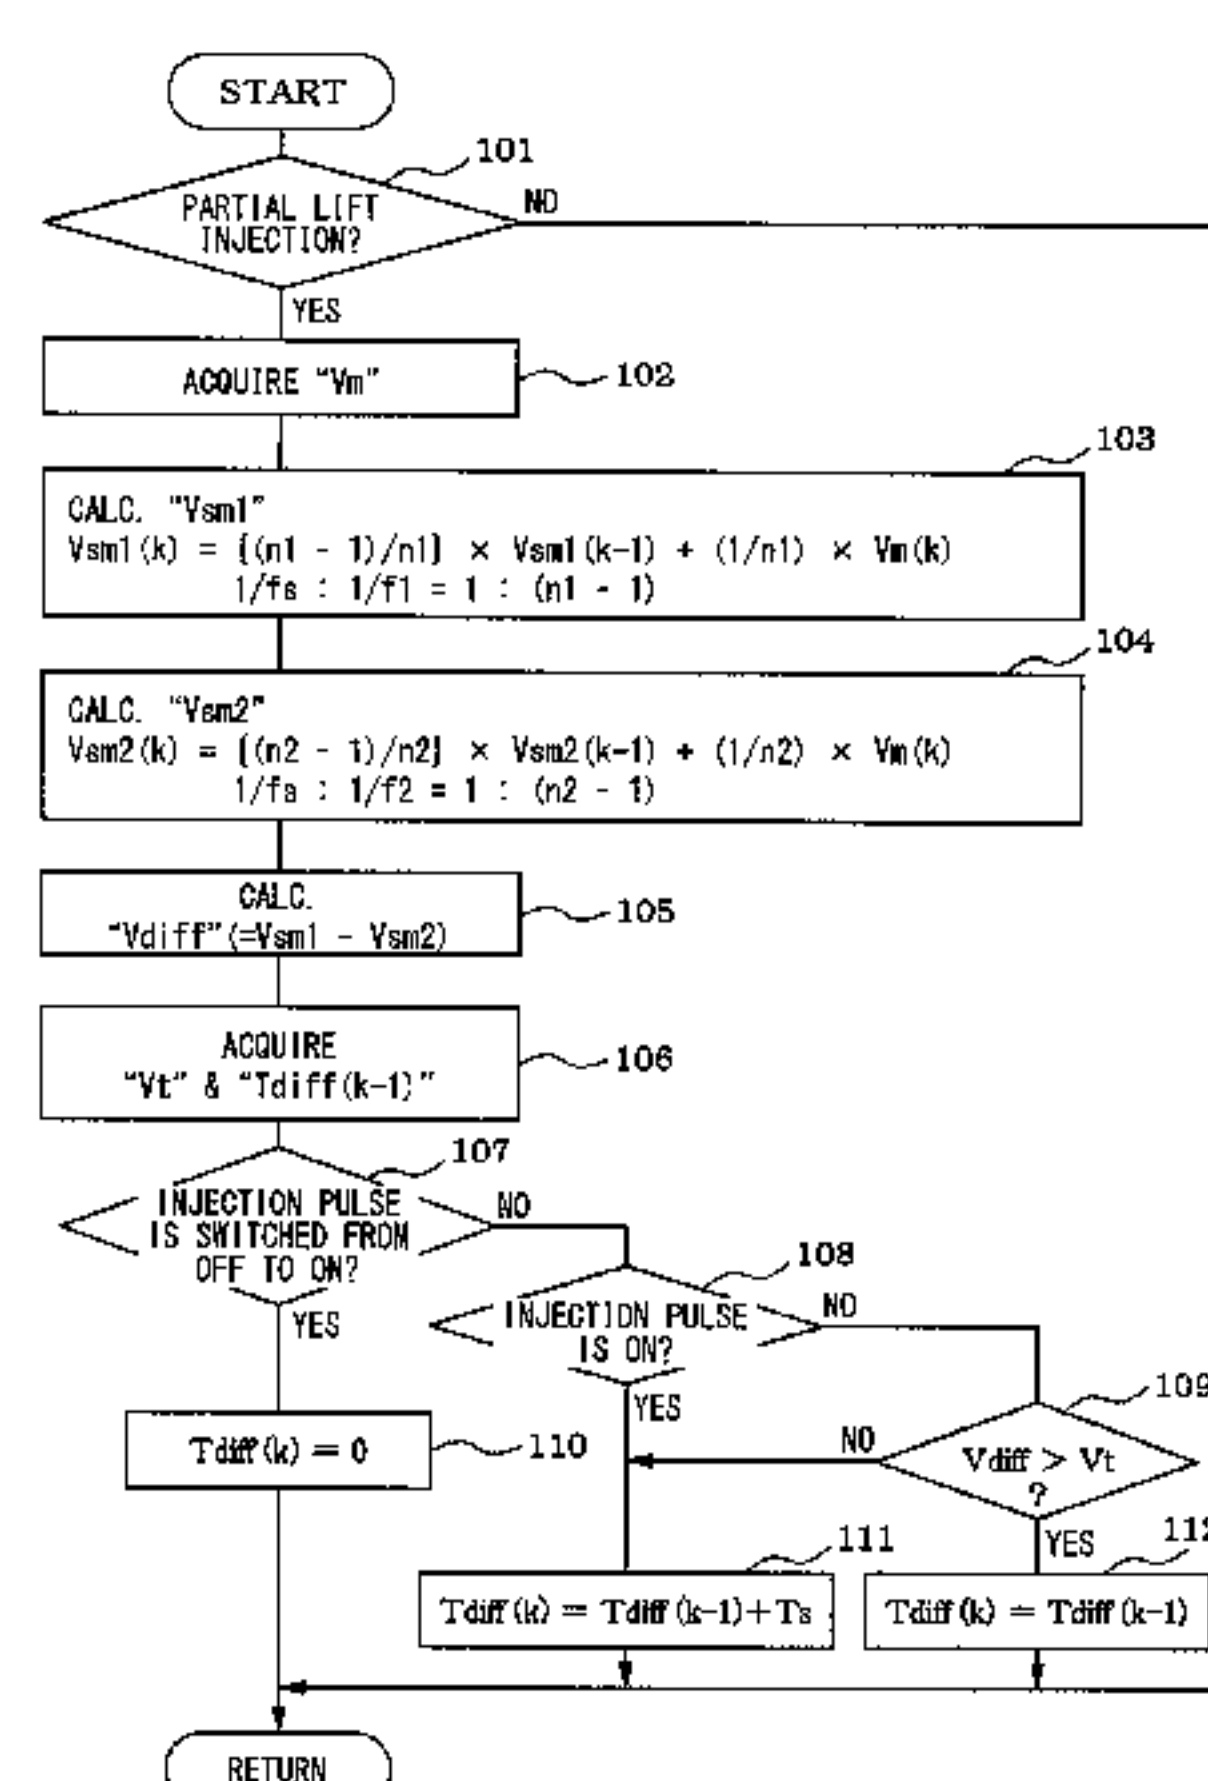 START
101
PARTIAL LIFT
INJECTION?
NO
YES
ACQUIRE “Vm”
102
103
CALC. “Vsm1”
Vsm1(k) = {(n1 - 1)/n1} × Vsm1(k-1) + (1/n1) × Vm(k)
1/fs : 1/f1 = 1 : (n1 - 1)
104
CALC. “Vsm2”
Vsm2(k) = {(n2 - 1)/n2} × Vsm2(k-1) + (1/n2) × Vm(k)
1/fs : 1/f2 = 1 : (n2 - 1)
CALC.
“Vdiff”(=Vsm1 - Vsm2)
105
ACQUIRE
“Vt” & “Tdiff(k-1)”
106
107
INJECTION PULSE
IS SWITCHED FROM
OFF TO ON?
NO
YES
108
INJECTION PULSE
IS ON?
NO
YES
109
Vdiff > Vt
?
NO
YES
Tdiff(k) = 0
110
111
Tdiff(k) = Tdiff(k-1)+Ts
112
Tdiff(k) = Tdiff(k-1)
RETURN